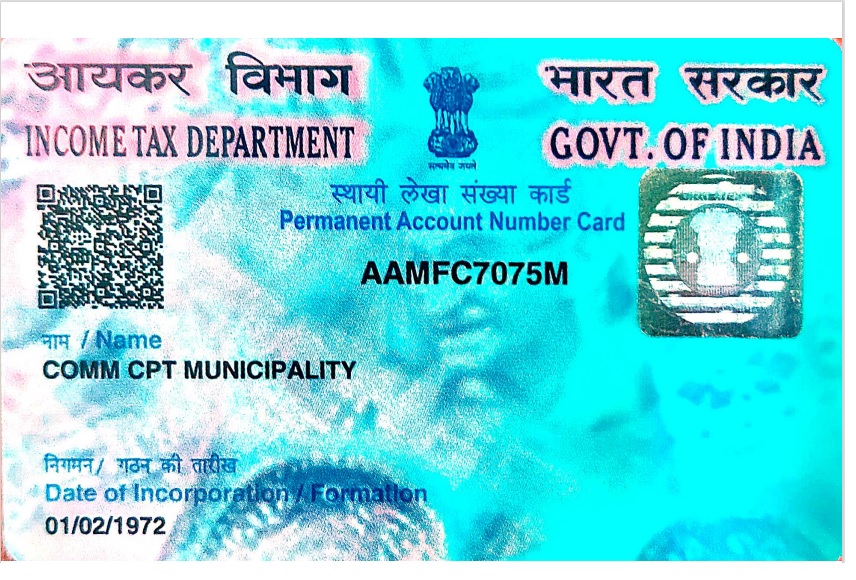 आयकर विभाग
INCOME TAX DEPARTMENT
सत्यमेव जयते
भारत सरकार
GOVT. OF INDIA
स्थायी लेखा संख्या कार्ड
Permanent Account Number Card
AAMFC7075M
नाम / Name
COMM CPT MUNICIPALITY
निगमन/ गठन की तारीख
Date of Incorporation / Formation
01/02/1972